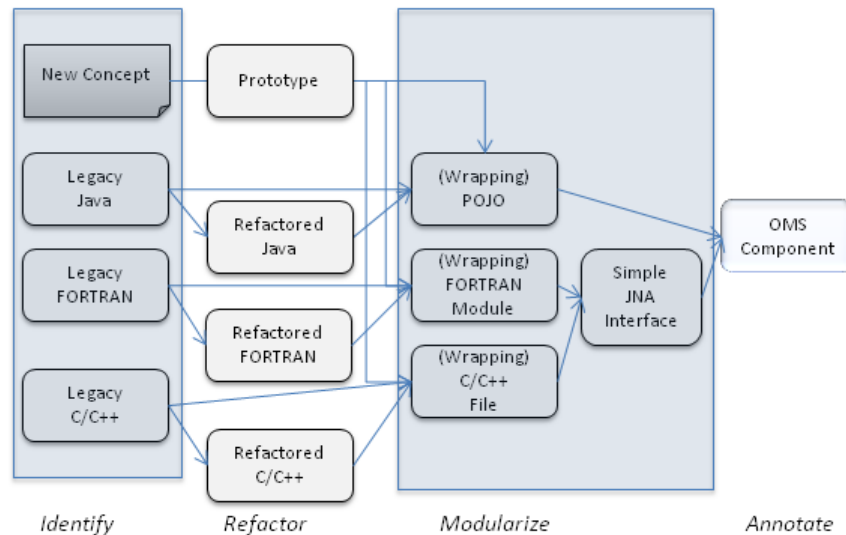 New Concept
Prototype
Legacy
Java
Refactored
Java
(Wrapping)
POJO
OMS
Component
Legacy
FORTRAN
Refactored
FORTRAN
(Wrapping)
FORTRAN
Module
Simple
JNA
Interface
Legacy
C/C++
Refactored
C/C++
(Wrapping)
C/C++
File
Identify
Refactor
Modularize
Annotate